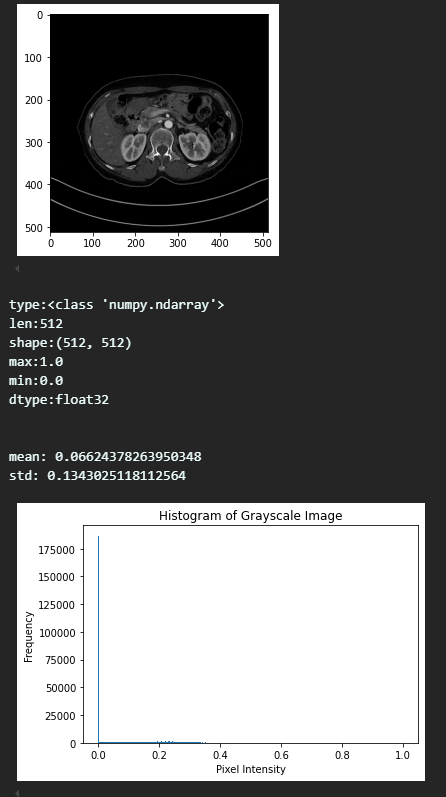 0
100
200
300
400
500
0 100 200 300 400 500
type:<class 'numpy.ndarray'>
len:512
shape:(512, 512)
max:1.0
min:0.0
dtype:float32
mean: 0.06624378263950348
std: 0.1343025118112564
Histogram of Grayscale Image
175000
150000
125000
100000
75000
50000
25000
0
Frequency
0.0 0.2 0.4 0.6 0.8 1.0
Pixel Intensity